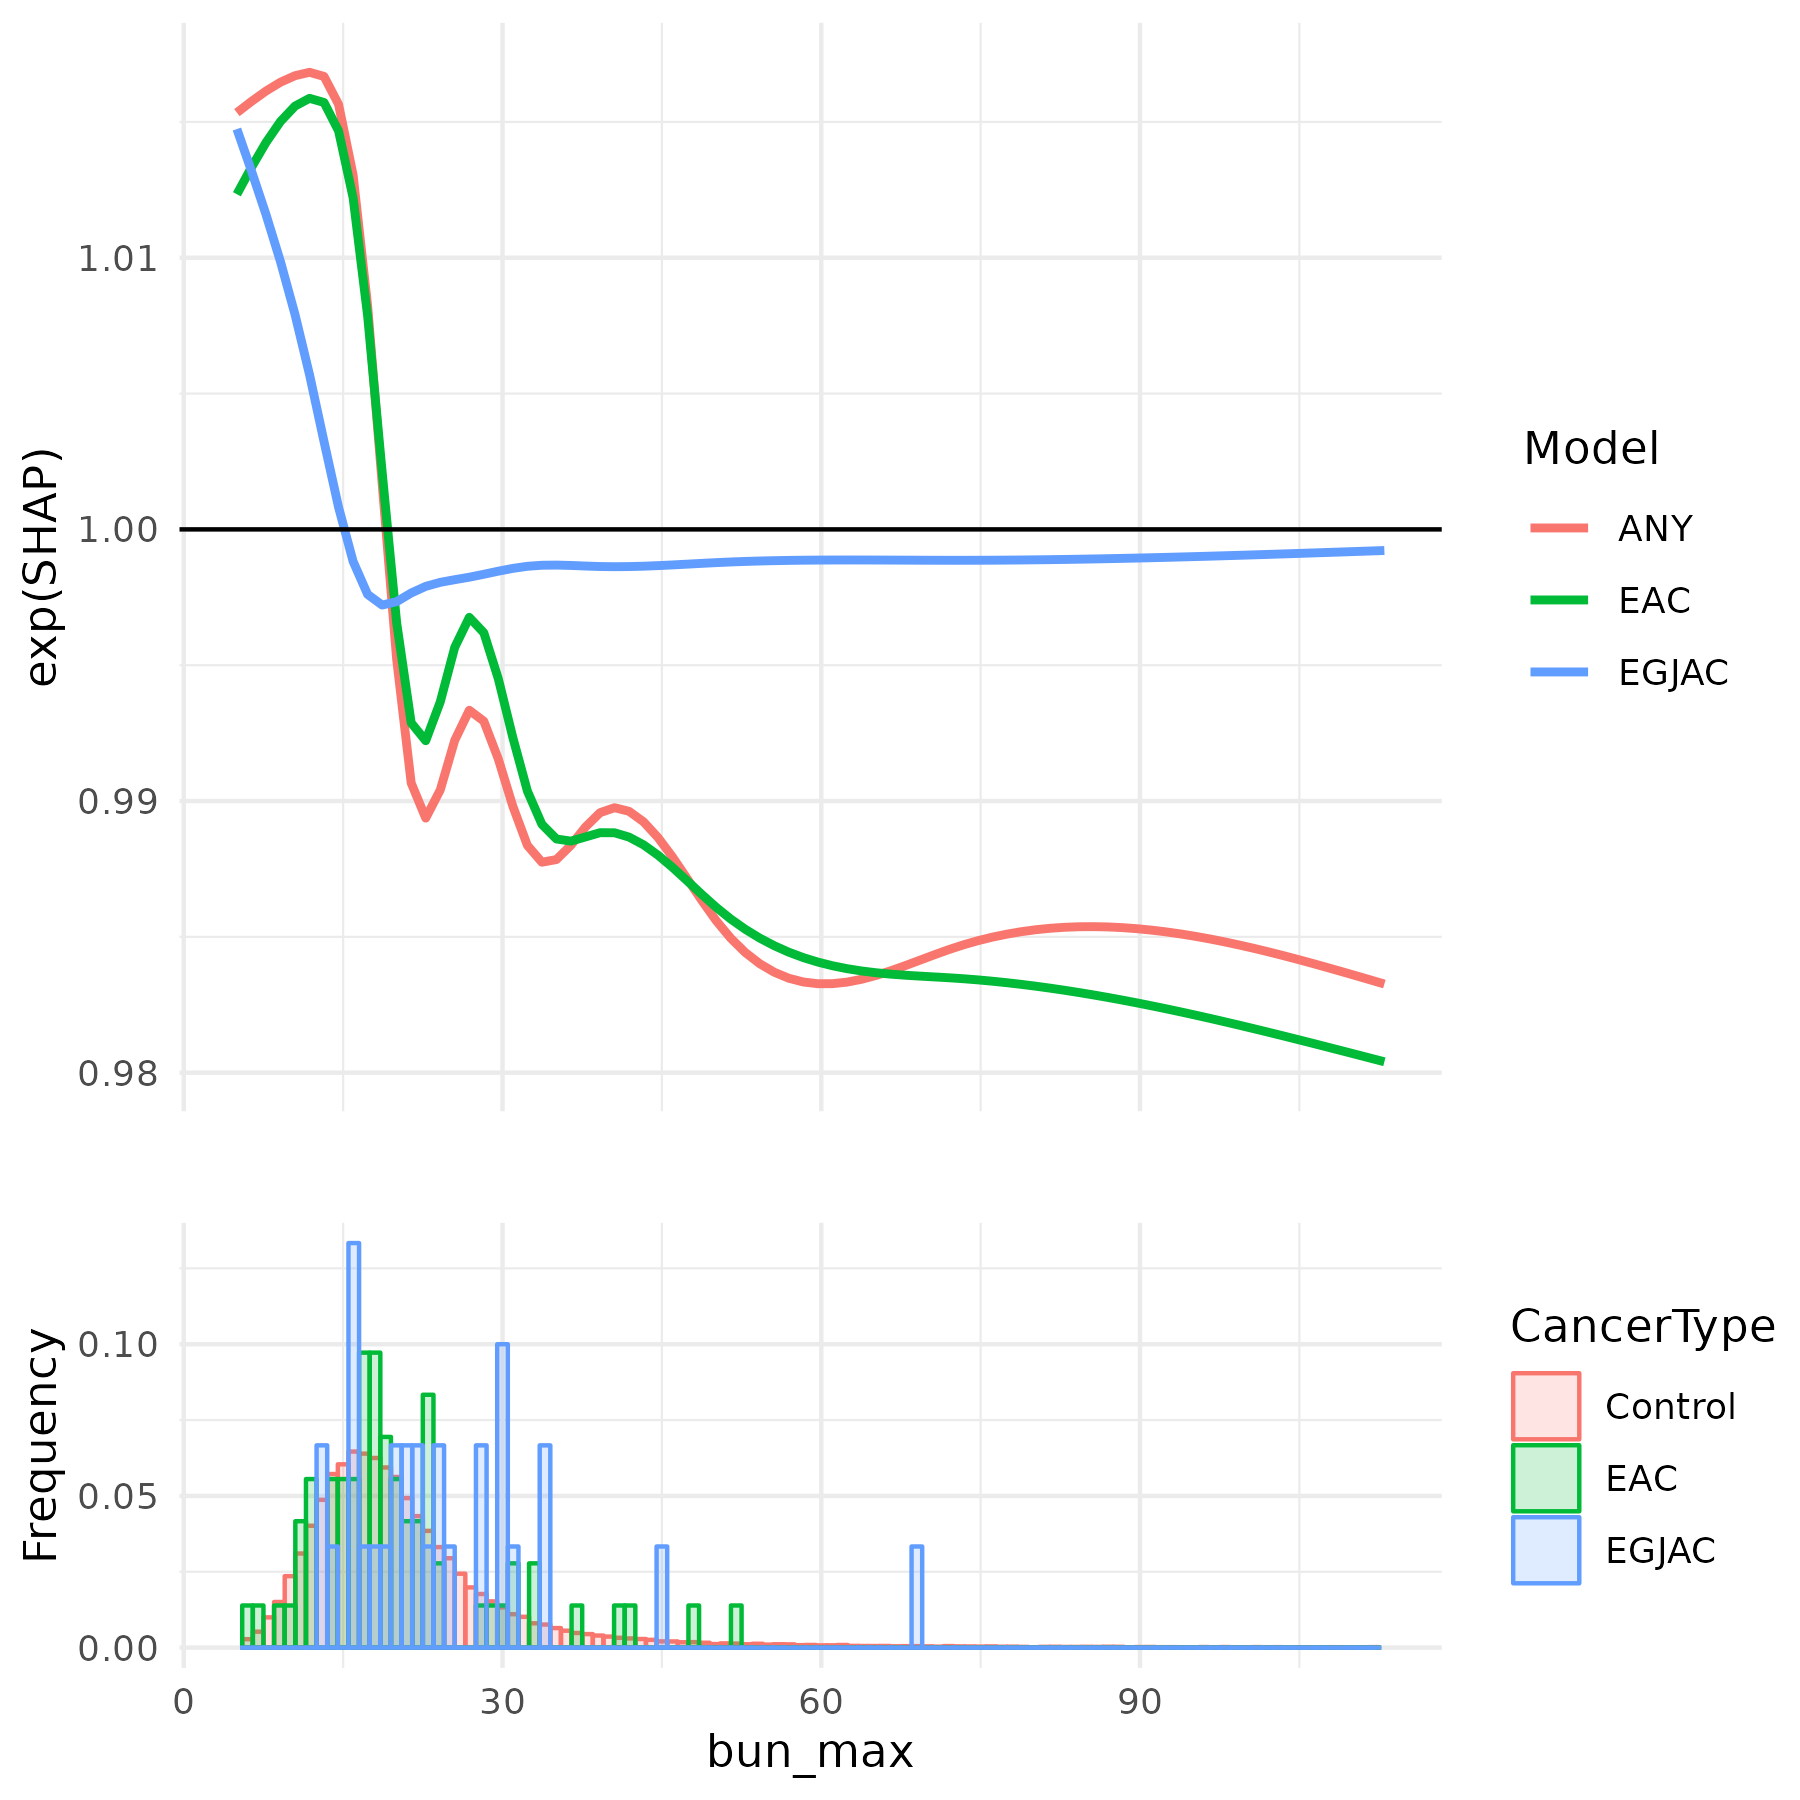 exp(SHAP)
1.01
1.00
0.99
0.98
Model
ANY
EAC
EGJAC
Frequency
0.10
0.05
0.00
0
30
60
90
bun_max
CancerType
Control
EAC
EGJAC